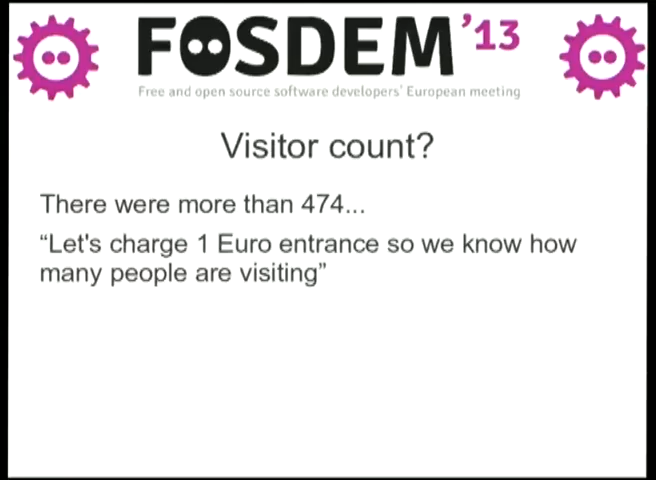 FOSDEM'13
Free and open source software developers' European meeting
Visitor count?
There were more than 474...
“Let's charge 1 Euro entrance so we know how
many people are visiting”